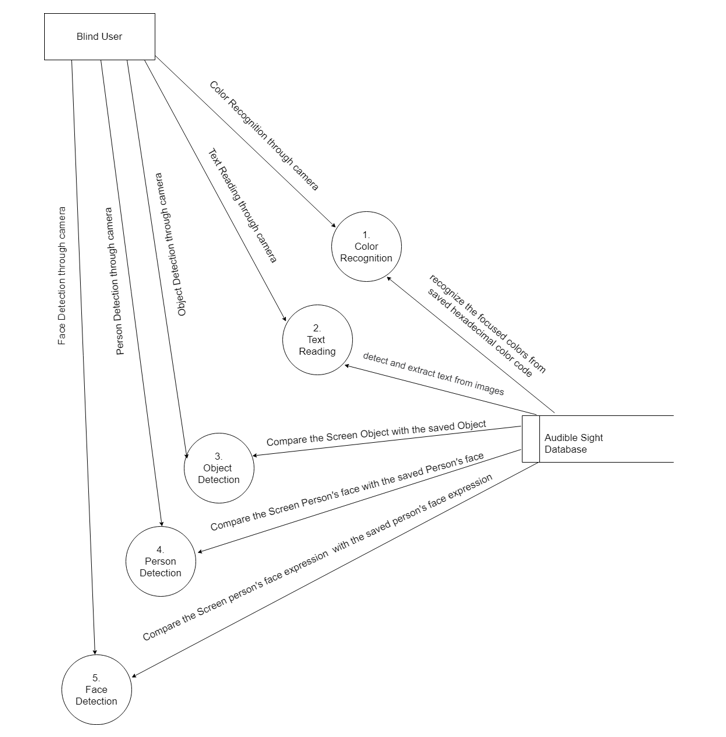 Blind User
Color Recognition through camera
Text Reading through camera
Object Detection through camera
Person Detection through camera
Face Detection through camera
1.
Color
Recognition
recognize the focused colors from
saved hexadecimal color code
2.
Text
Reading
detect and extract text from images
Audible Sight
Database
Compare the Screen Object with the saved Object
3.
Object
Detection
Compare the Screen Person's face with the saved Person's face
4.
Person
Detection
Compare the Screen person's face expression with the saved person's face expression
5.
Face
Detection